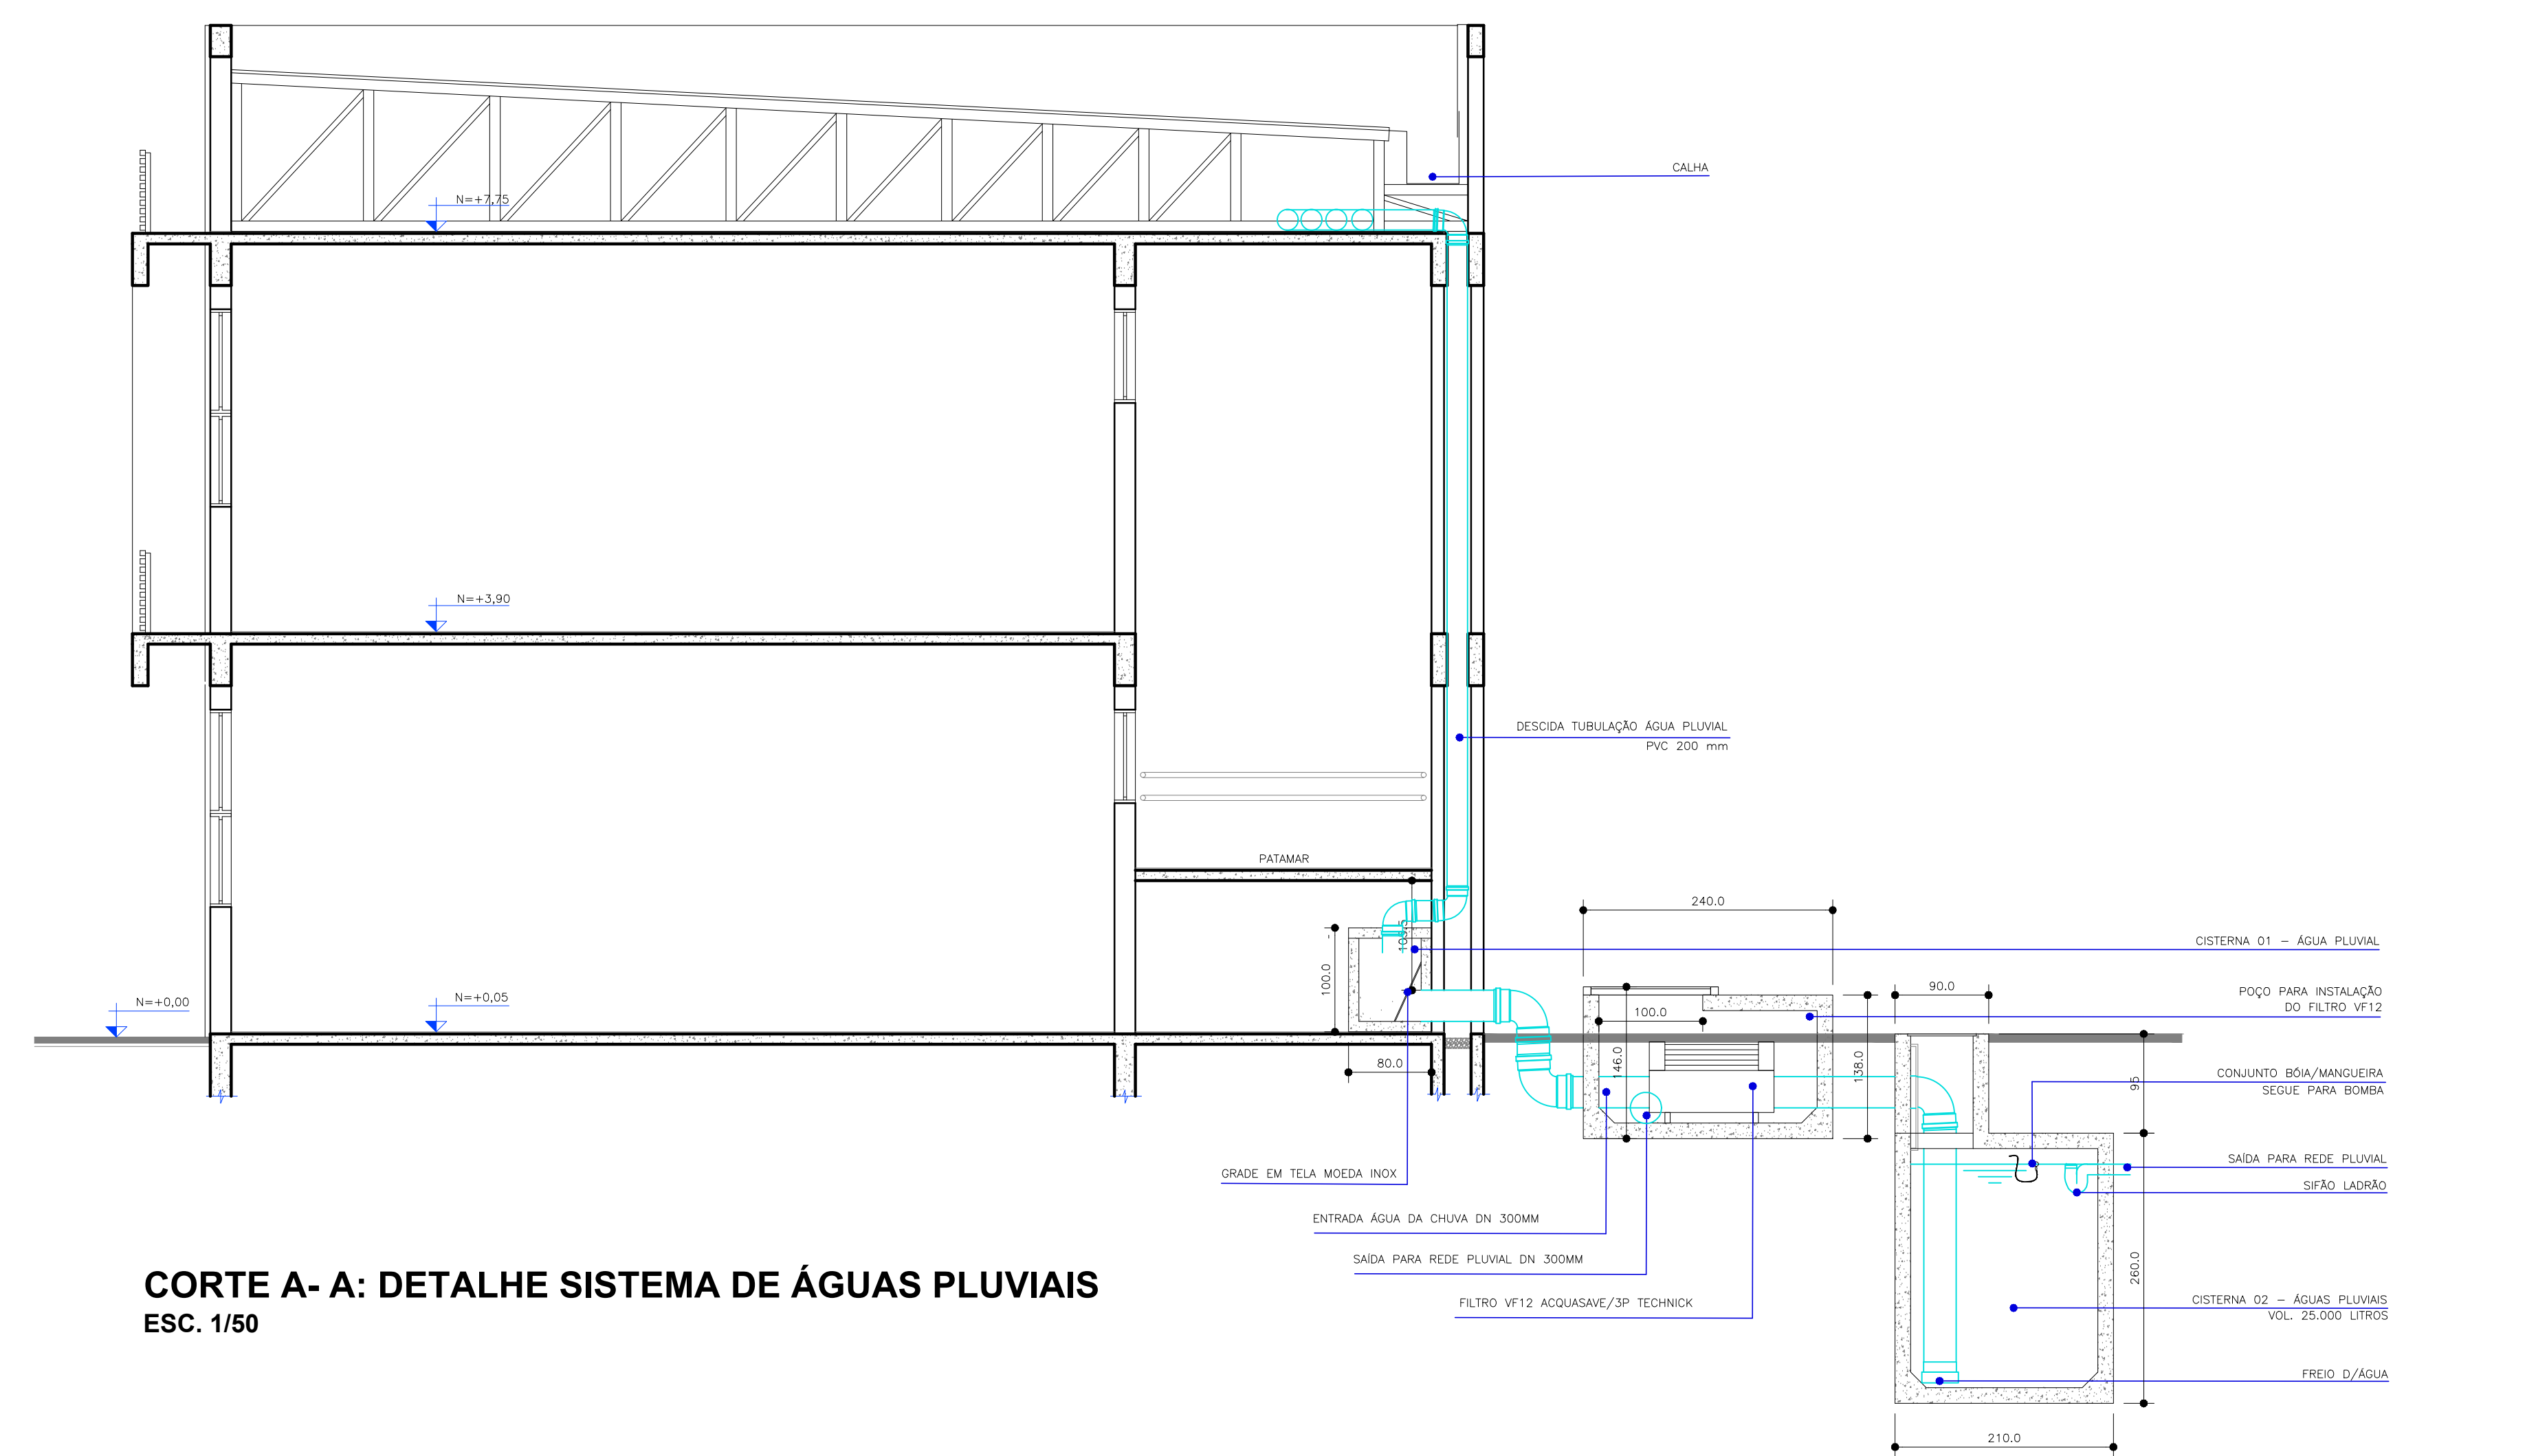 CALHA
N=+7,75
N=+3,90
DESCIDA TUBULAÇÃO ÁGUA PLUVIAL
PVC 200 mm
PATAMAR
240.0
CISTERNA 01 – ÁGUA PLUVIAL
100.0
90.0
POÇO PARA INSTALAÇÃO
DO FILTRO VF12
N=+0,00
N=+0,05
100.0
80.0
146.0
138.0
95
CONJUNTO BÓIA/MANGUEIRA
SEGUE PARA BOMBA
SAÍDA PARA REDE PLUVIAL
GRADE EM TELA MOEDA INOX
SIFÃO LADRÃO
ENTRADA ÁGUA DA CHUVA DN 300MM
SAÍDA PARA REDE PLUVIAL DN 300MM
260.0
FILTRO VF12 ACQUASAVE/3P TECHNICK
CISTERNA 02 – ÁGUAS PLUVIAIS
VOL. 25.000 LITROS
FREIO D/ÁGUA
210.0
CORTE A- A: DETALHE SISTEMA DE ÁGUAS PLUVIAIS
ESC. 1/50